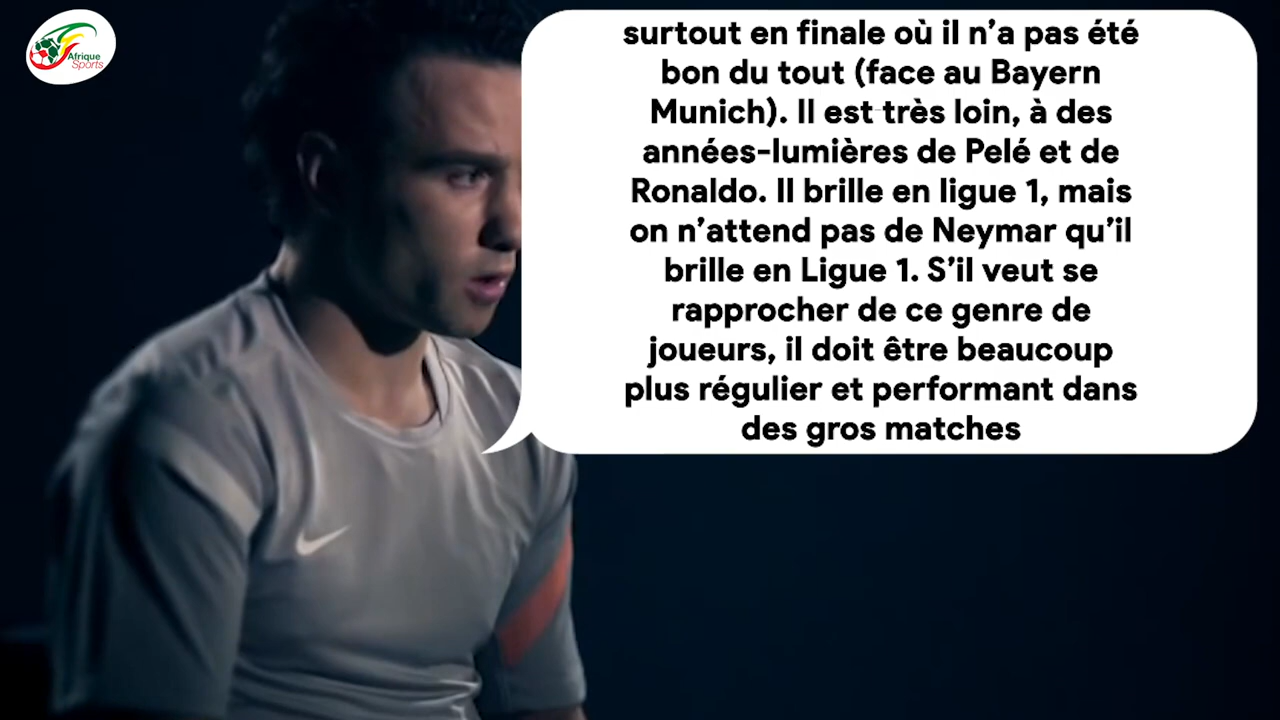 Afrique
Sports
surtout en finale où il n’a pas été
bon du tout (face au Bayern
Munich). Il est très loin, à des
années-lumières de Pelé et de
Ronaldo. Il brille en ligue 1, mais
on n’attend pas de Neymar qu’il
brille en Ligue 1. S’il veut se
rapprocher de ce genre de
joueurs, il doit être beaucoup
plus régulier et performant dans
des gros matches